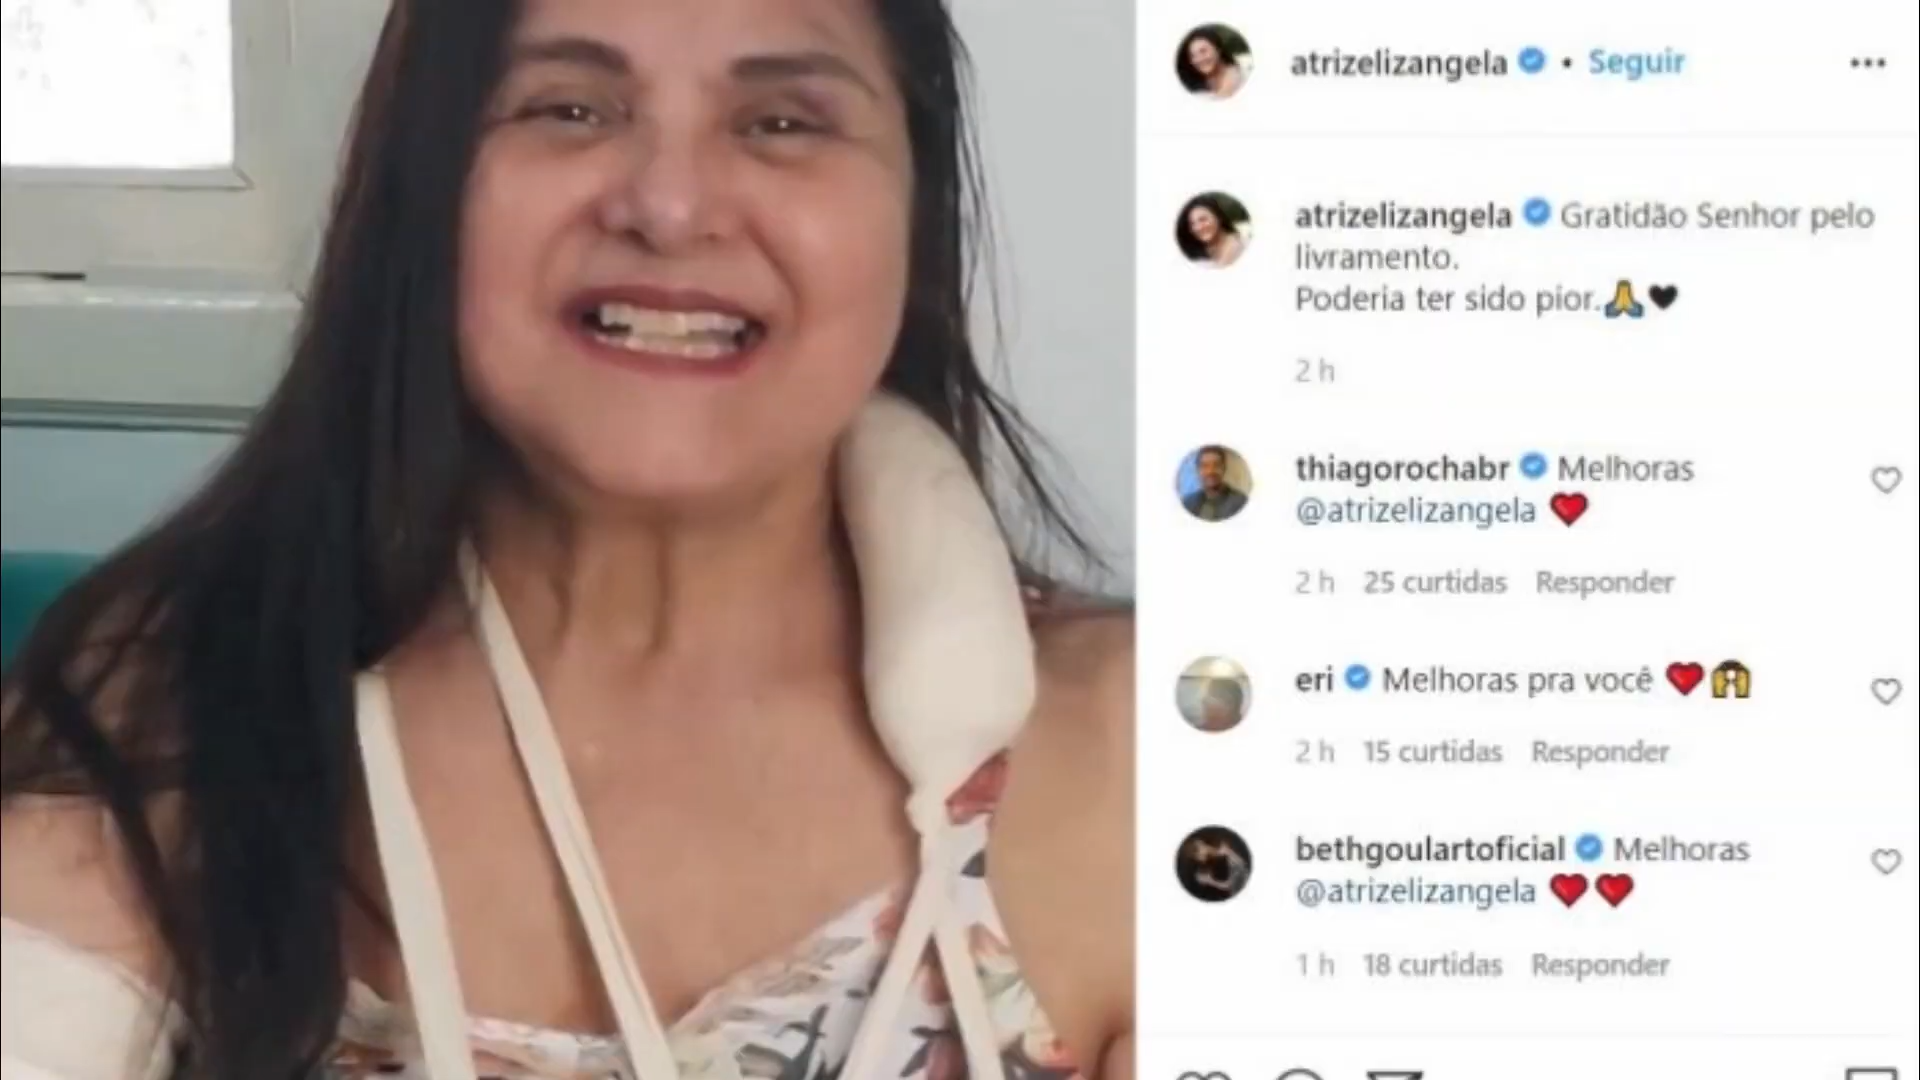 atrizelizangela • Seguir
atrizelizangela Gratidão Senhor pelo
livramento.
Poderia ter sido pior.🙏🖤
2 h
thiagorochabr Melhoras
@atrizelizangela ❤️
2 h 25 curtidas Responder
eri Melhoras pra você ❤️🙌
2 h 15 curtidas Responder
bethgoulartoficial Melhoras
@atrizelizangela ❤️❤️
1 h 18 curtidas Responder